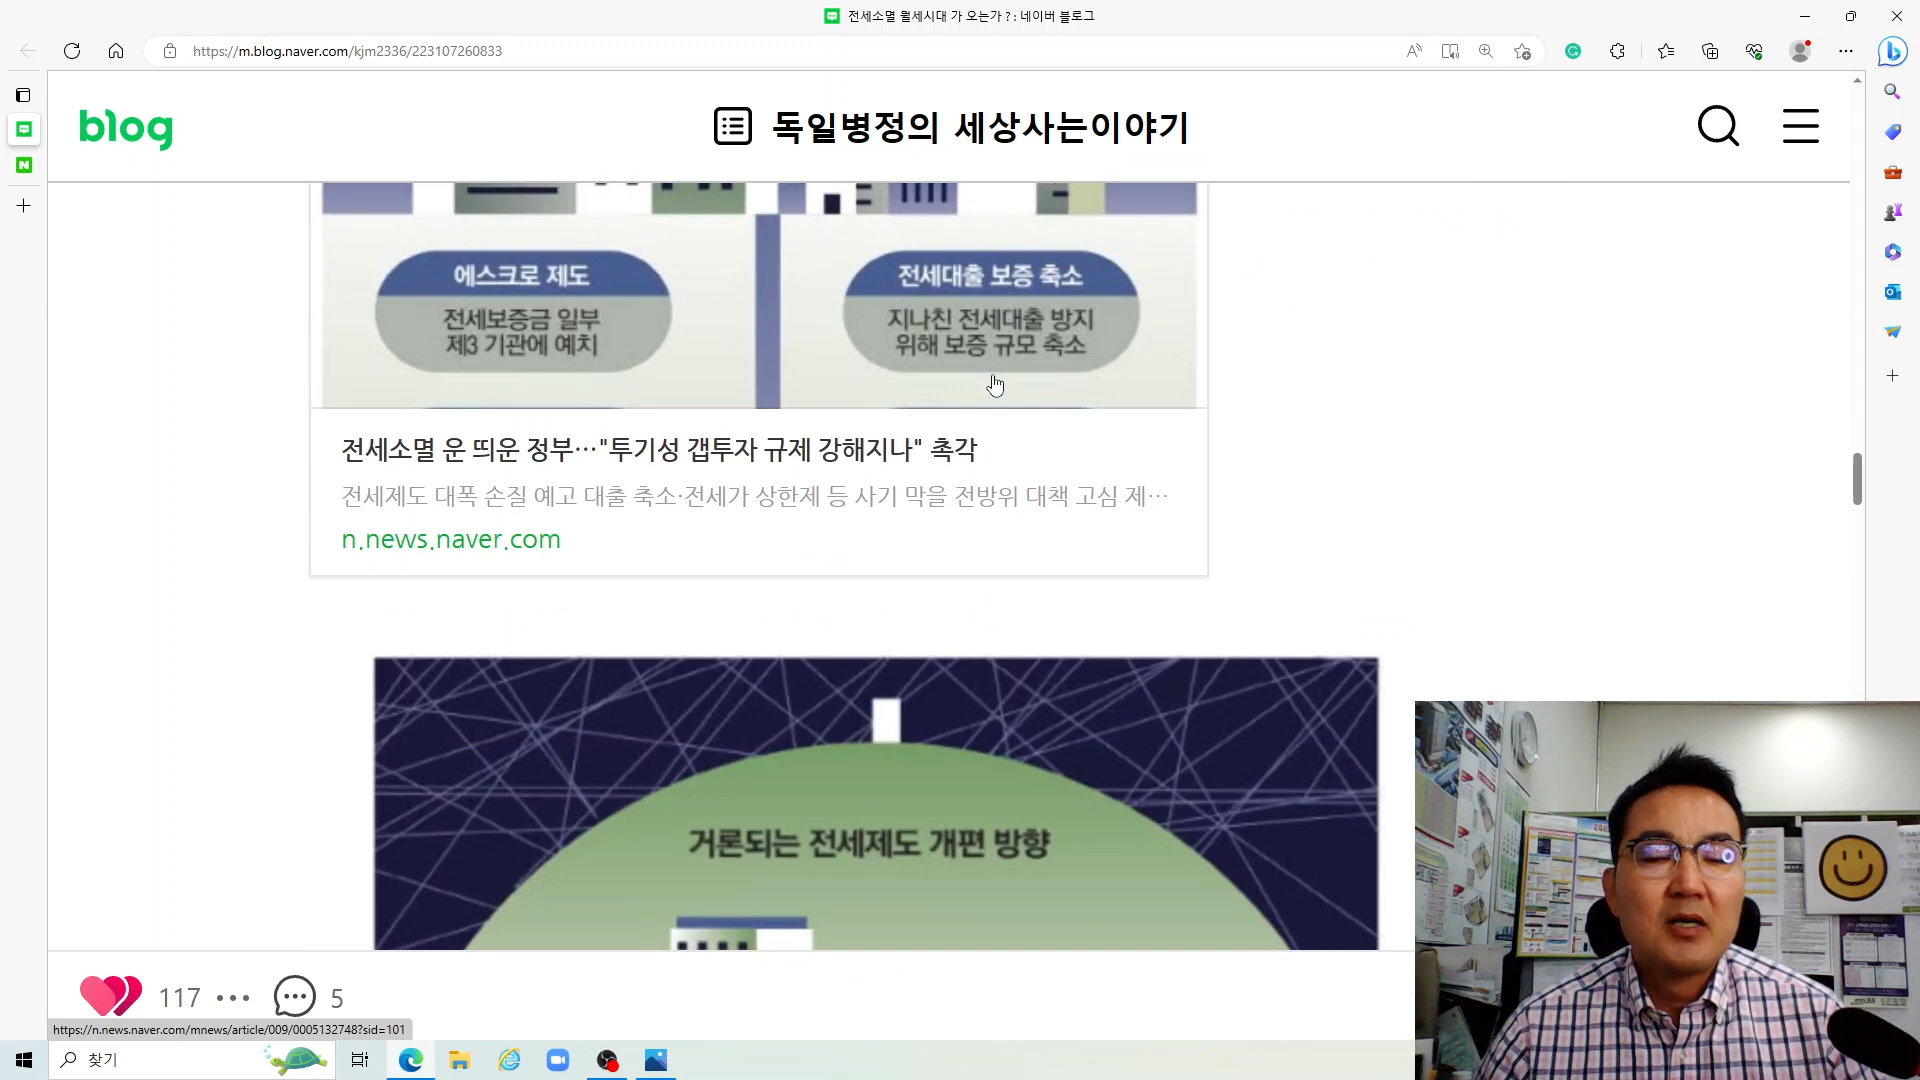 전세소멸 월세시대 가 오는가 ? : 네이버 블로그
https://m.blog.naver.com/kjm2336/223107260833
blog
독일병정의 세상사는이야기
에스크로 제도
전세보증금 일부
제3 기관에 예치
전세대출 보증 축소
지나친 전세대출 방지
위해 보증 규모 축소
전세소멸 운 띄운 정부…"투기성 갭투자 규제 강해지나" 촉각
전세제도 대폭 손질 예고 대출 축소·전세가 상한제 등 사기 막을 전방위 대책 고심 제…
n.news.naver.com
거론되는 전세제도 개편 방향
117
5
https://n.news.naver.com/mnews/article/009/0005132748?sid=101
찾기